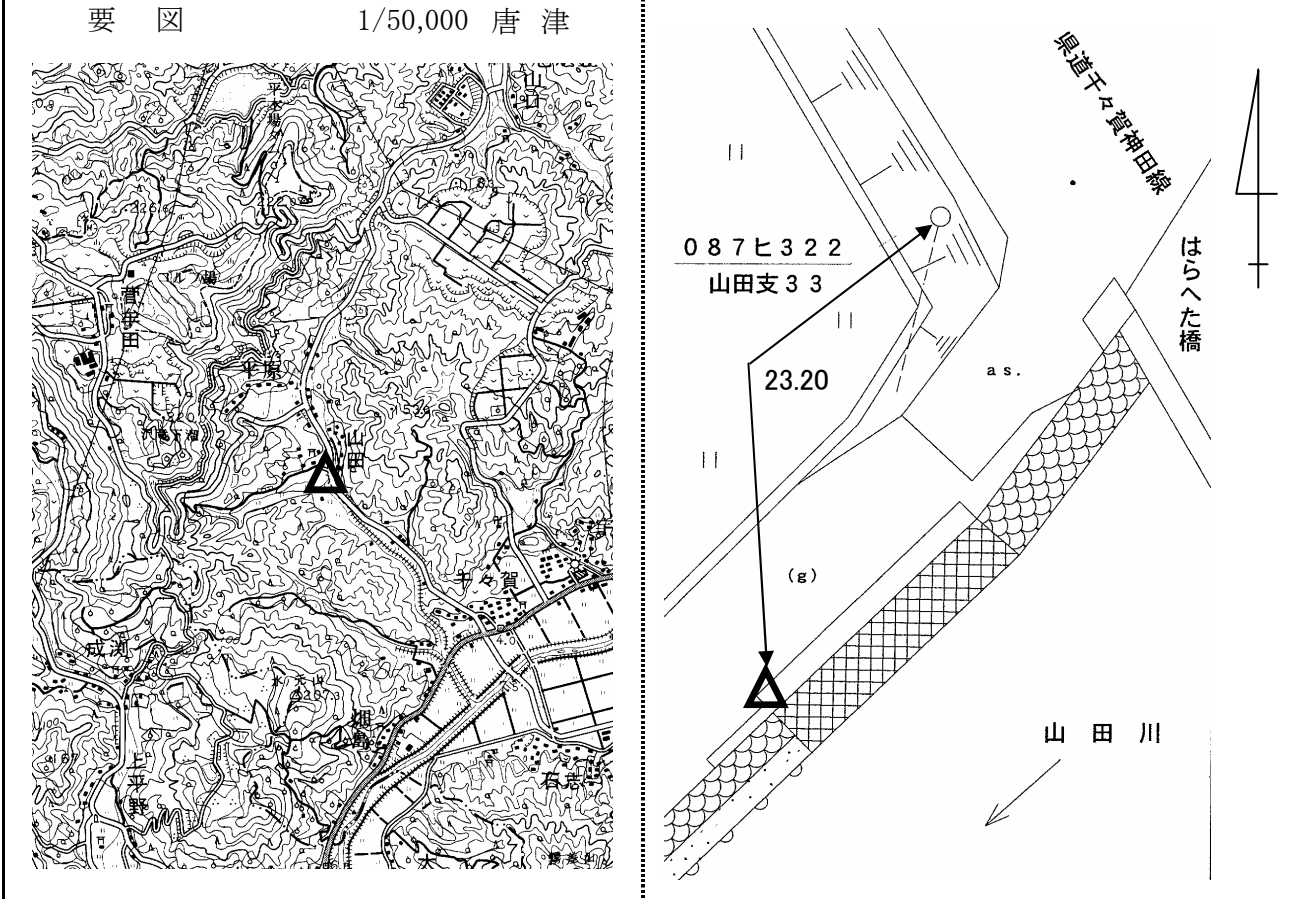 要 図 1/50,000 唐 津
平木場
山口
菅牟田
平原
山田
千々賀
成渕
畑島
上平野
石志
県道千々賀神田線
はらへた橋
087ヒ322
山田支33
23.20
as.
(g)
山 田 川